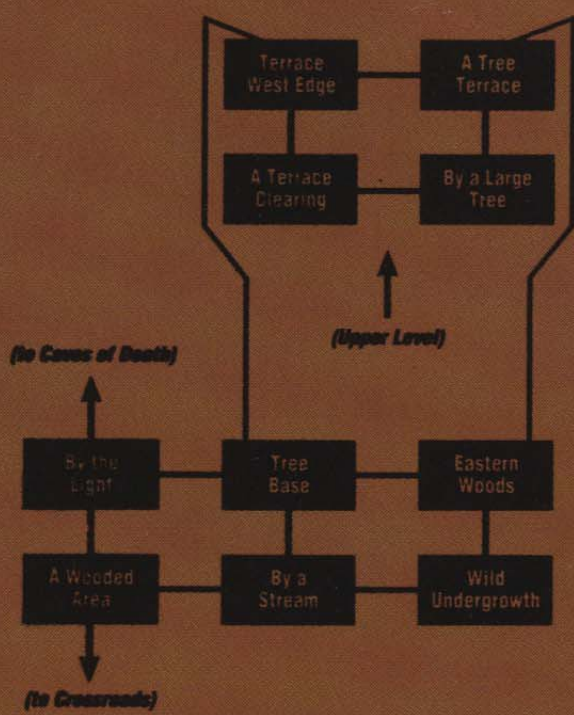 Terrace
West Edge
A Tree
Terrace
A Terrace
Clearing
By a Large
Tree
(Upper Level)
(to Caves of Death)
By the
Light
Tree
Base
Eastern
Woods
A Wooded
Area
By a
Stream
Wild
Undergrowth
(to Crossroads)